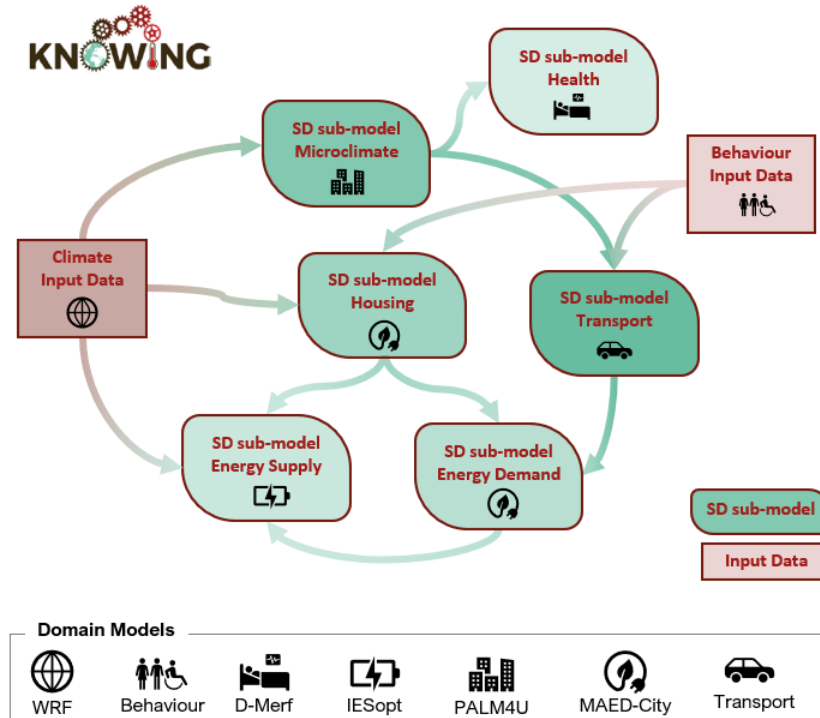 KNOWING
SD sub-model
Health
SD sub-model
Microclimate
Behaviour
Input Data
Climate
Input Data
SD sub-model
Housing
SD sub-model
Transport
SD sub-model
Energy Supply
SD sub-model
Energy Demand
SD sub-model
Input Data
Domain Models
WRF
Behaviour
D-Merf
IESopt
PALM4U
MAED-City
Transport